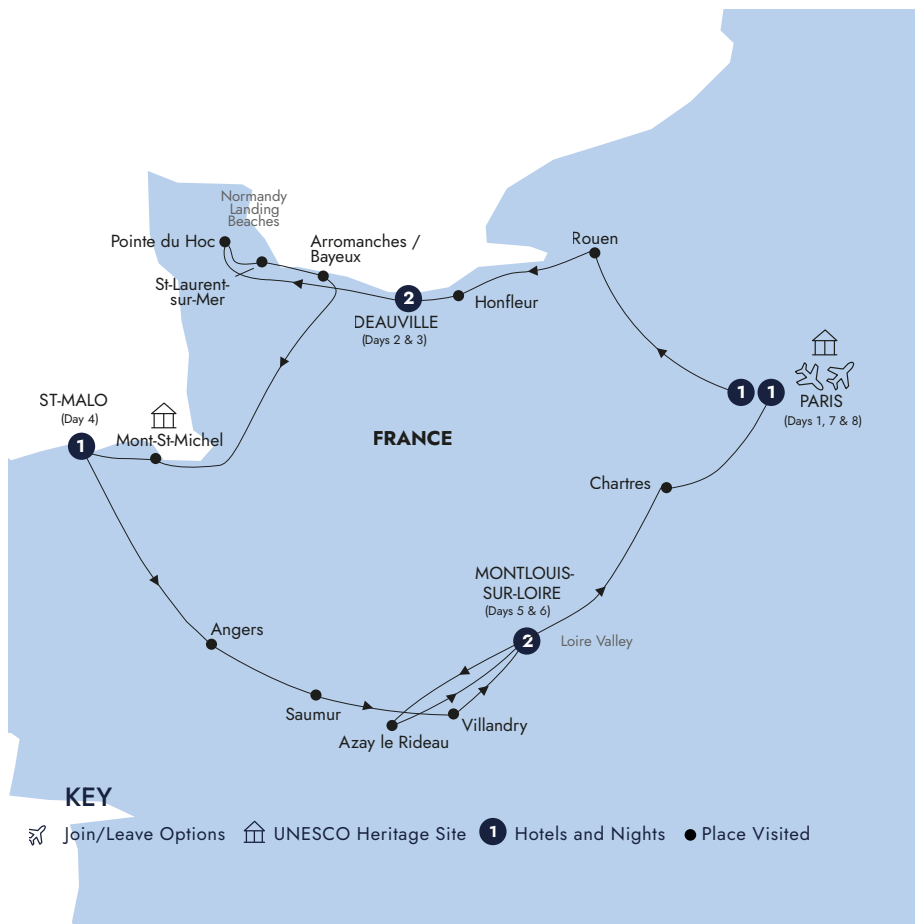 Normandy
Landing
Beaches
Pointe du Hoc
Arromanches /
Bayeux
St-Laurent-
sur-Mer
Rouen
Honfleur
2
DEAUVILLE
(Days 2 & 3)
1
1
PARIS
(Days 1, 7 & 8)
ST-MALO
(Day 4)
1
Mont-St-Michel
FRANCE
Chartres
MONTLOUIS-
SUR-LOIRE
(Days 5 & 6)
2
Loire Valley
Angers
Saumur
Villandry
Azay le Rideau
KEY
Join/Leave Options
UNESCO Heritage Site
1
Hotels and Nights
Place Visited